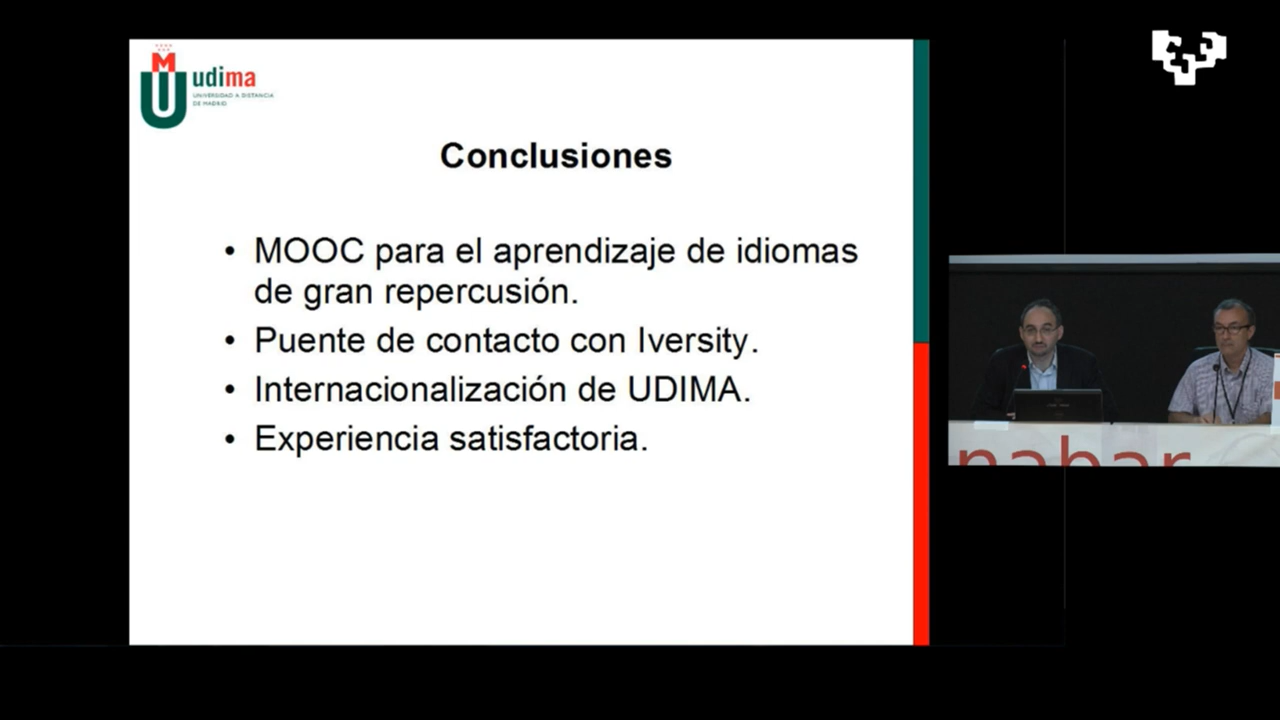 udima
UNIVERSIDAD A DISTANCIA
DE MADRID
Conclusiones
• MOOC para el aprendizaje de idiomas
de gran repercusión.
• Puente de contacto con Iversity.
• Internacionalización de UDIMA.
• Experiencia satisfactoria.
nabar